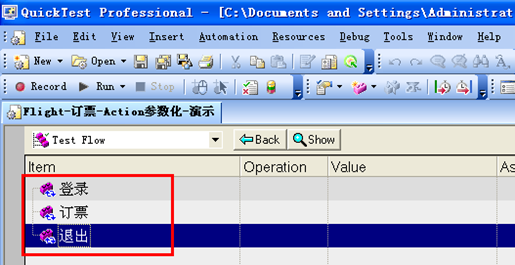 QuickTest Professional - [C:\Documents and Settings\Administrat
File Edit View Insert Automation Resources Debug Tools Window Help
New Open Save
Record Run Stop
Flight-订票-Action参数化-演示
Test Flow Back Show
Item Operation Value As
登录
订票
退出